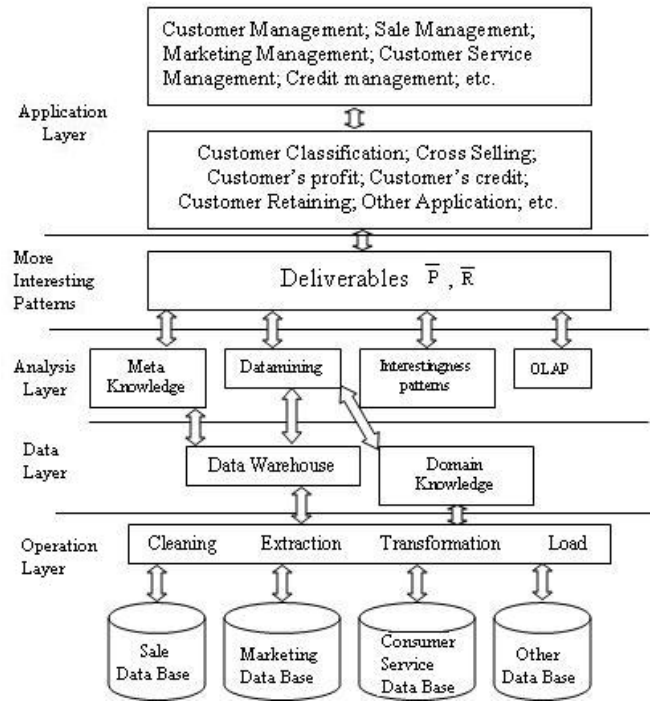 Customer Management; Sale Management;
Marketing Management; Customer Service
Management; Credit management; etc.
Application
Layer
Customer Classification; Cross Selling;
Customer's profit; Customer's credit;
Customer Retaining; Other Application; etc.
More
Interesting
Patterns
Deliverables P̅ , R̅
Analysis
Layer
Meta
Knowledge
Datamining
Interestingness
patterns
OLAP
Data
Layer
Data Warehouse
Domain
Knowledge
Operation
Layer
Cleaning Extraction Transformation Load
Sale
Data Base
Marketing
Data Base
Consumer
Service
Data Base
Other
Data Base